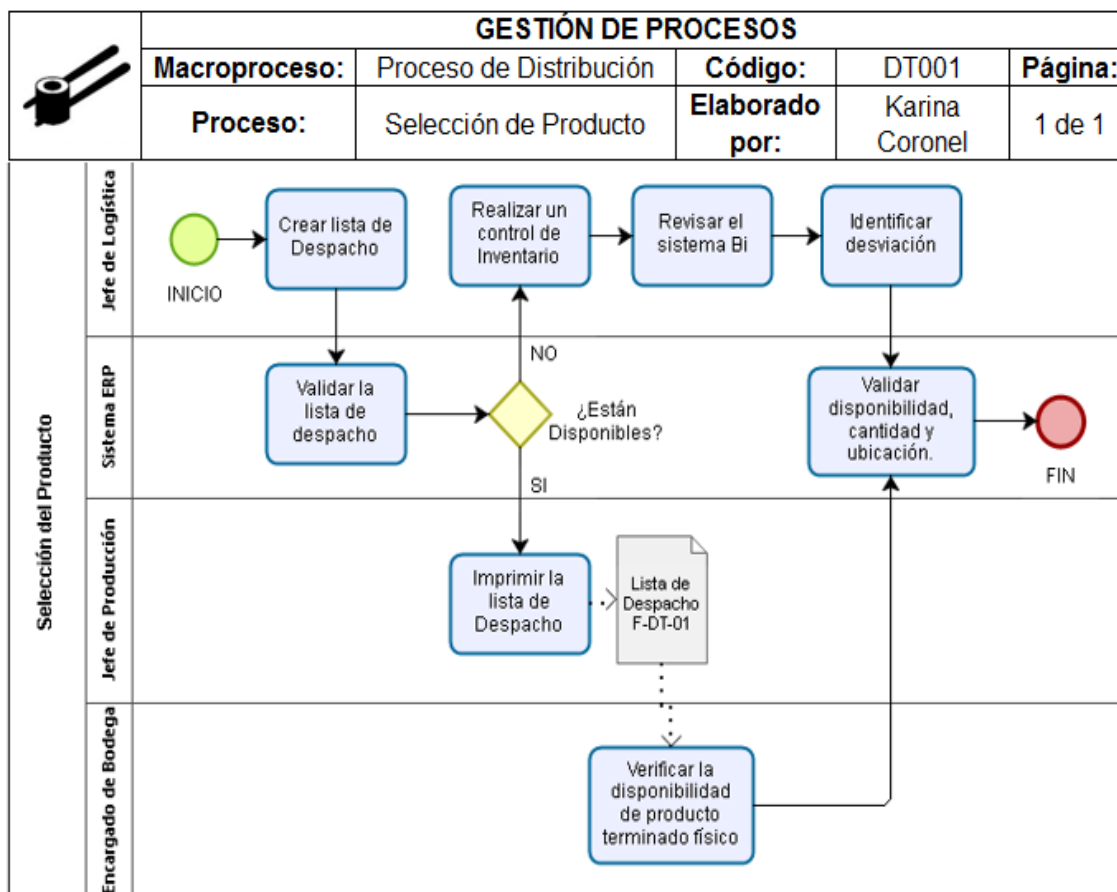 GESTIÓN DE PROCESOS
Macroproceso: Proceso de Distribución Código: DT001 Página:
Proceso: Selección de Producto Elaborado por: Karina Coronel 1 de 1
Selección del Producto
Jefe de Logística
INICIO
Crear lista de
Despacho
Realizar un
control de
Inventario
Revisar el
sistema Bi
Identificar
desviación
Sistema ERP
Validar la
lista de
despacho
NO
¿Están
Disponibles?
SI
Validar
disponibilidad,
cantidad y
ubicación.
FIN
Jefe de Producción
Imprimir la
lista de
Despacho
Lista de
Despacho
F-DT-01
Encargado de Bodega
Verificar la
disponibilidad
de producto
terminado físico